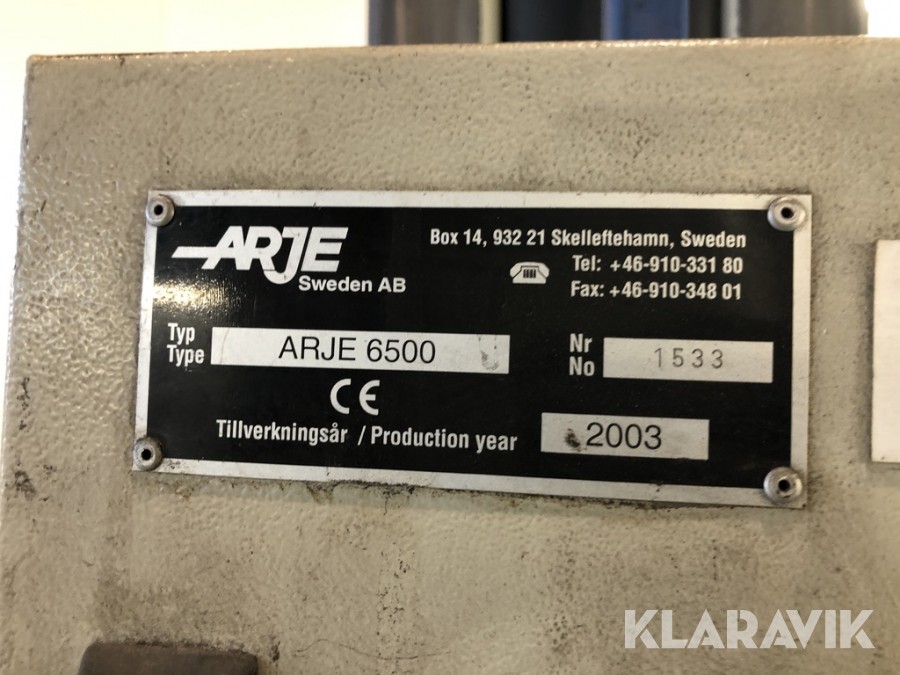 ARJE
Sweden AB
Box 14, 932 21 Skelleftehamn, Sweden
Tel: +46-910-331 80
Fax: +46-910-348 01
Typ
Type
ARJE 6500
Nr
No
1533
CE
Tillverkningsår / Production year
2003
KLARAVIK